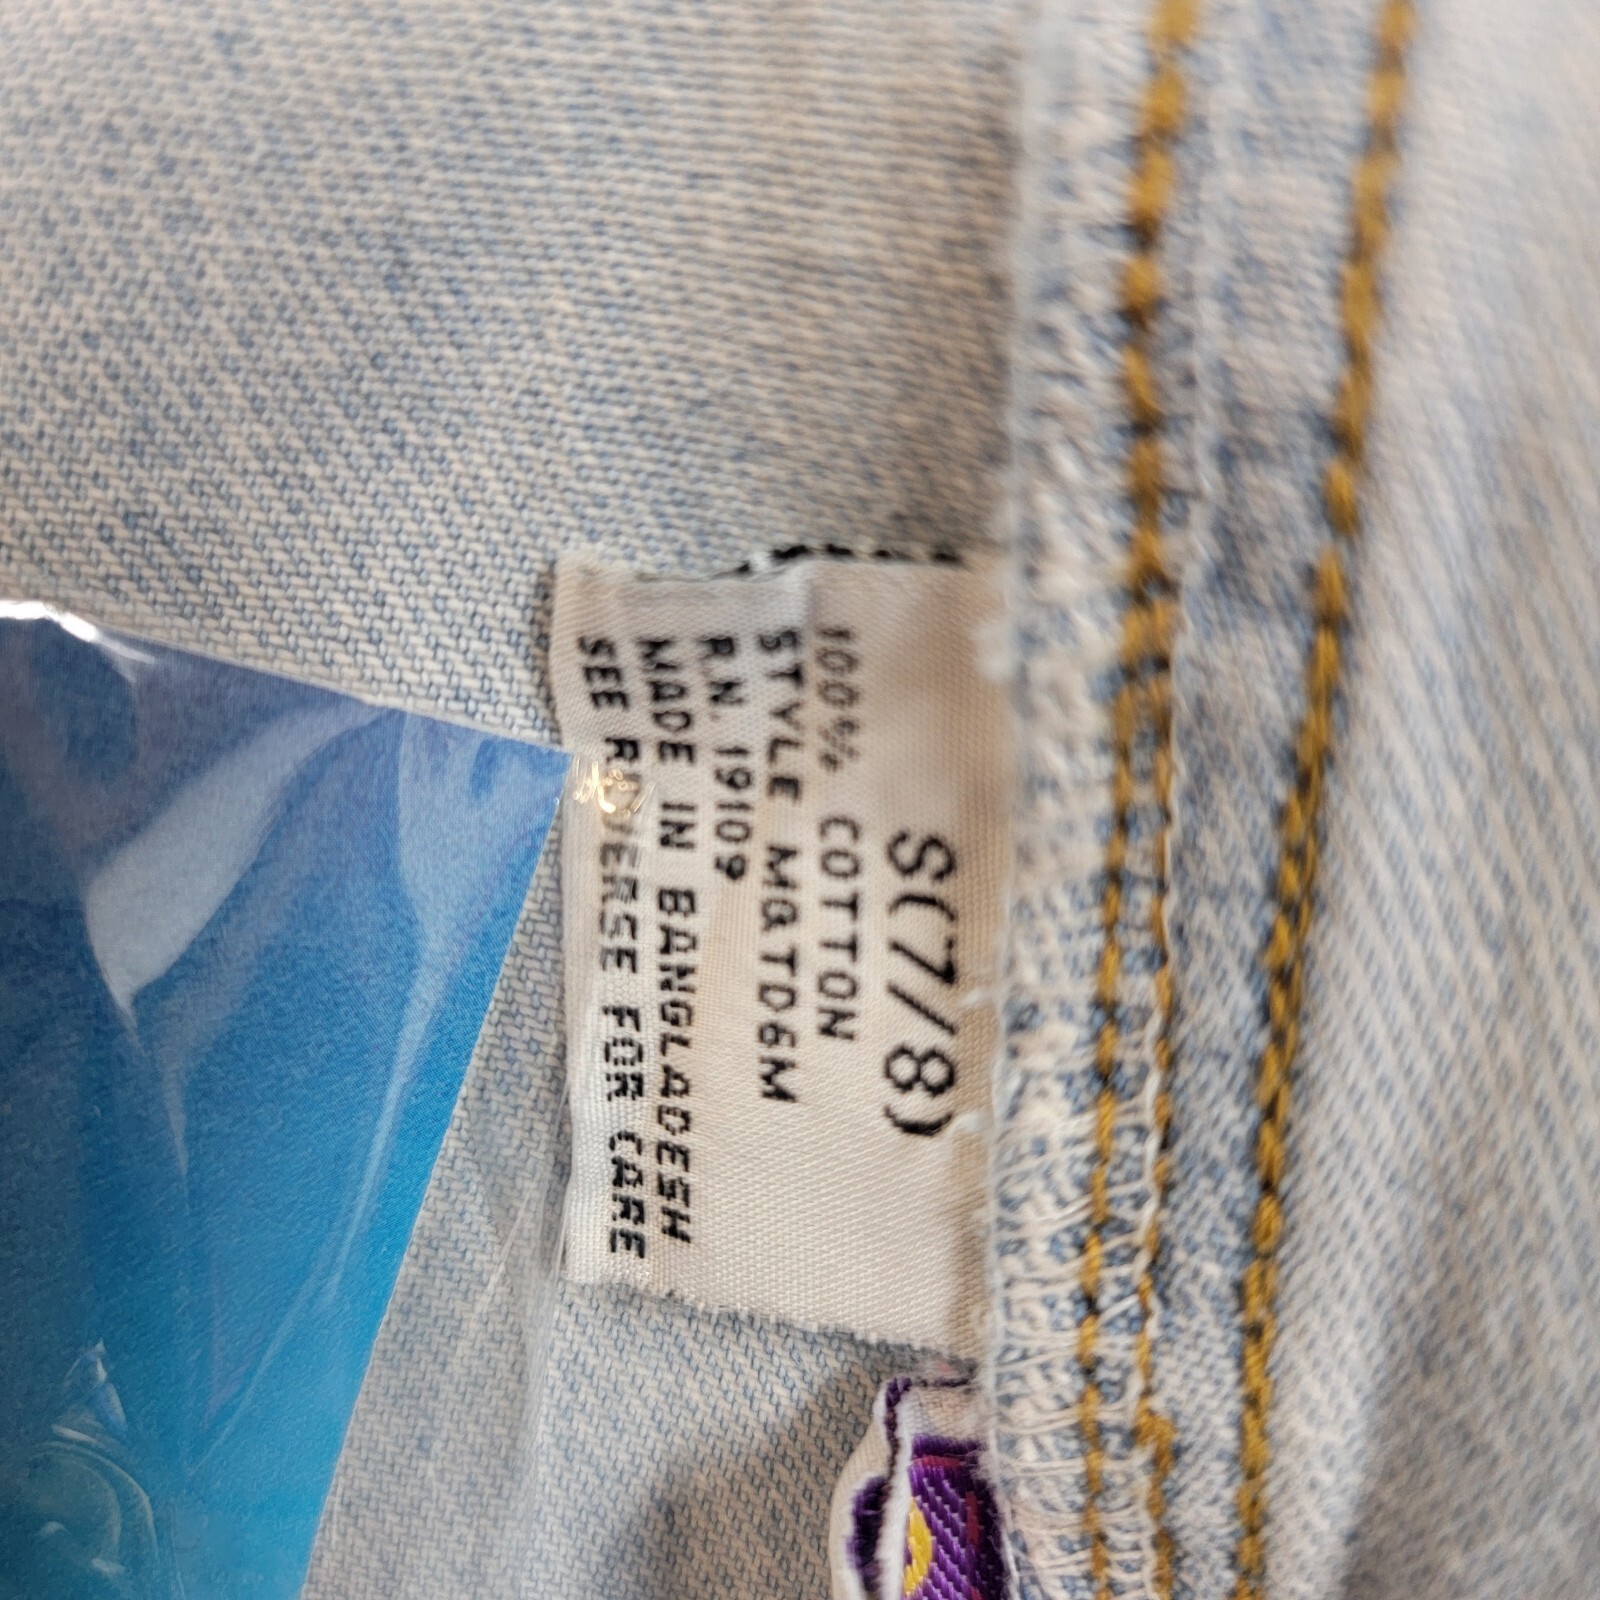 S(7/8)
100% COTTON
STYLE MQTD6M
R.N. 19109
MADE IN BANGLADESH
SEE REVERSE FOR CARE